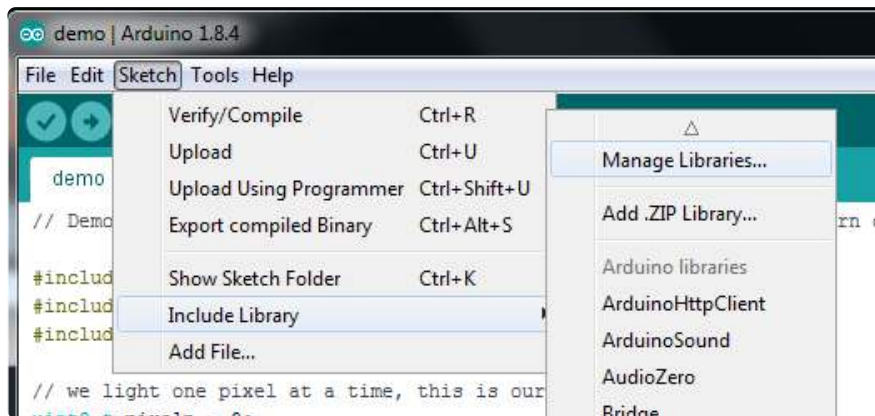 demo | Arduino 1.8.4
File Edit Sketch Tools Help
Verify/Compile Ctrl+R
Upload Ctrl+U
Upload Using Programmer Ctrl+Shift+U
Export compiled Binary Ctrl+Alt+S
Show Sketch Folder Ctrl+K
Include Library
Add File...
Manage Libraries...
Add .ZIP Library...
Arduino libraries
ArduinoHttpClient
ArduinoSound
AudioZero
Bridge
demo
// Demo
#includ
#includ
#includ
// we light one pixel at a time, this is our